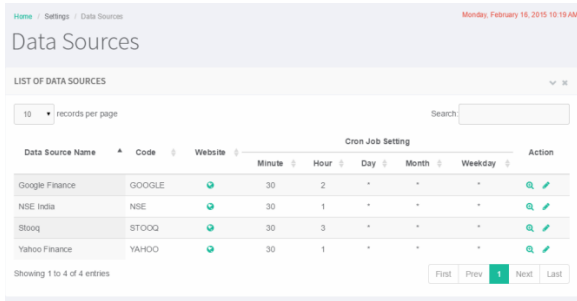 Home / Settings / Data Sources
Monday, February 16, 2015 10:19 AM
Data Sources
LIST OF DATA SOURCES
10 records per page Search:
Cron Job Setting
Data Source Name Code Website Action
Minute Hour Day Month Weekday
Google Finance GOOGLE 30 2 * * *
NSE India NSE 30 1 * * *
Stooq STOOQ 30 3 * * *
Yahoo Finance YAHOO 30 1 * * *
Showing 1 to 4 of 4 entries First Prev 1 Next Last